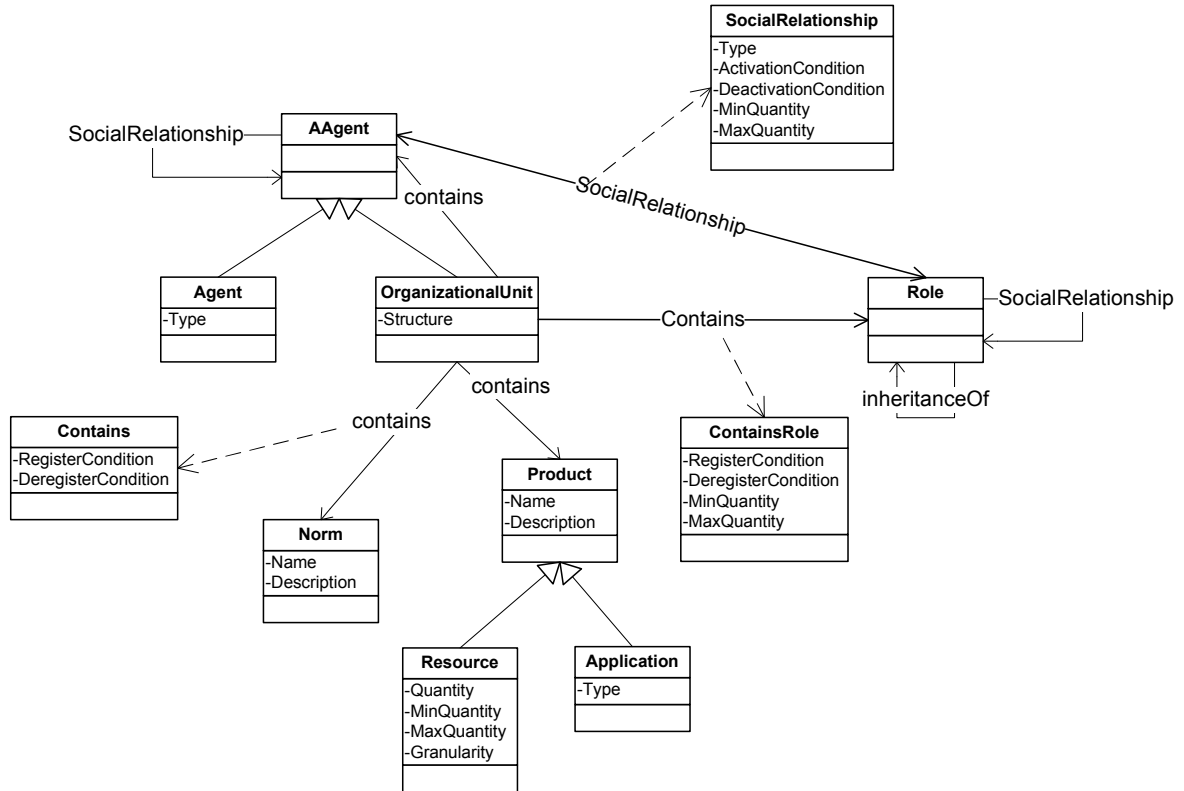 SocialRelationship
-Type
-ActivationCondition
-DeactivationCondition
-MinQuantity
-MaxQuantity
SocialRelationship
AAgent
contains
SocialRelationship
Agent
-Type
OrganizationalUnit
-Structure
Contains
Role
SocialRelationship
inheritanceOf
contains
contains
Contains
-RegisterCondition
-DeregisterCondition
ContainsRole
-RegisterCondition
-DeregisterCondition
-MinQuantity
-MaxQuantity
Product
-Name
-Description
Norm
-Name
-Description
Resource
-Quantity
-MinQuantity
-MaxQuantity
-Granularity
Application
-Type